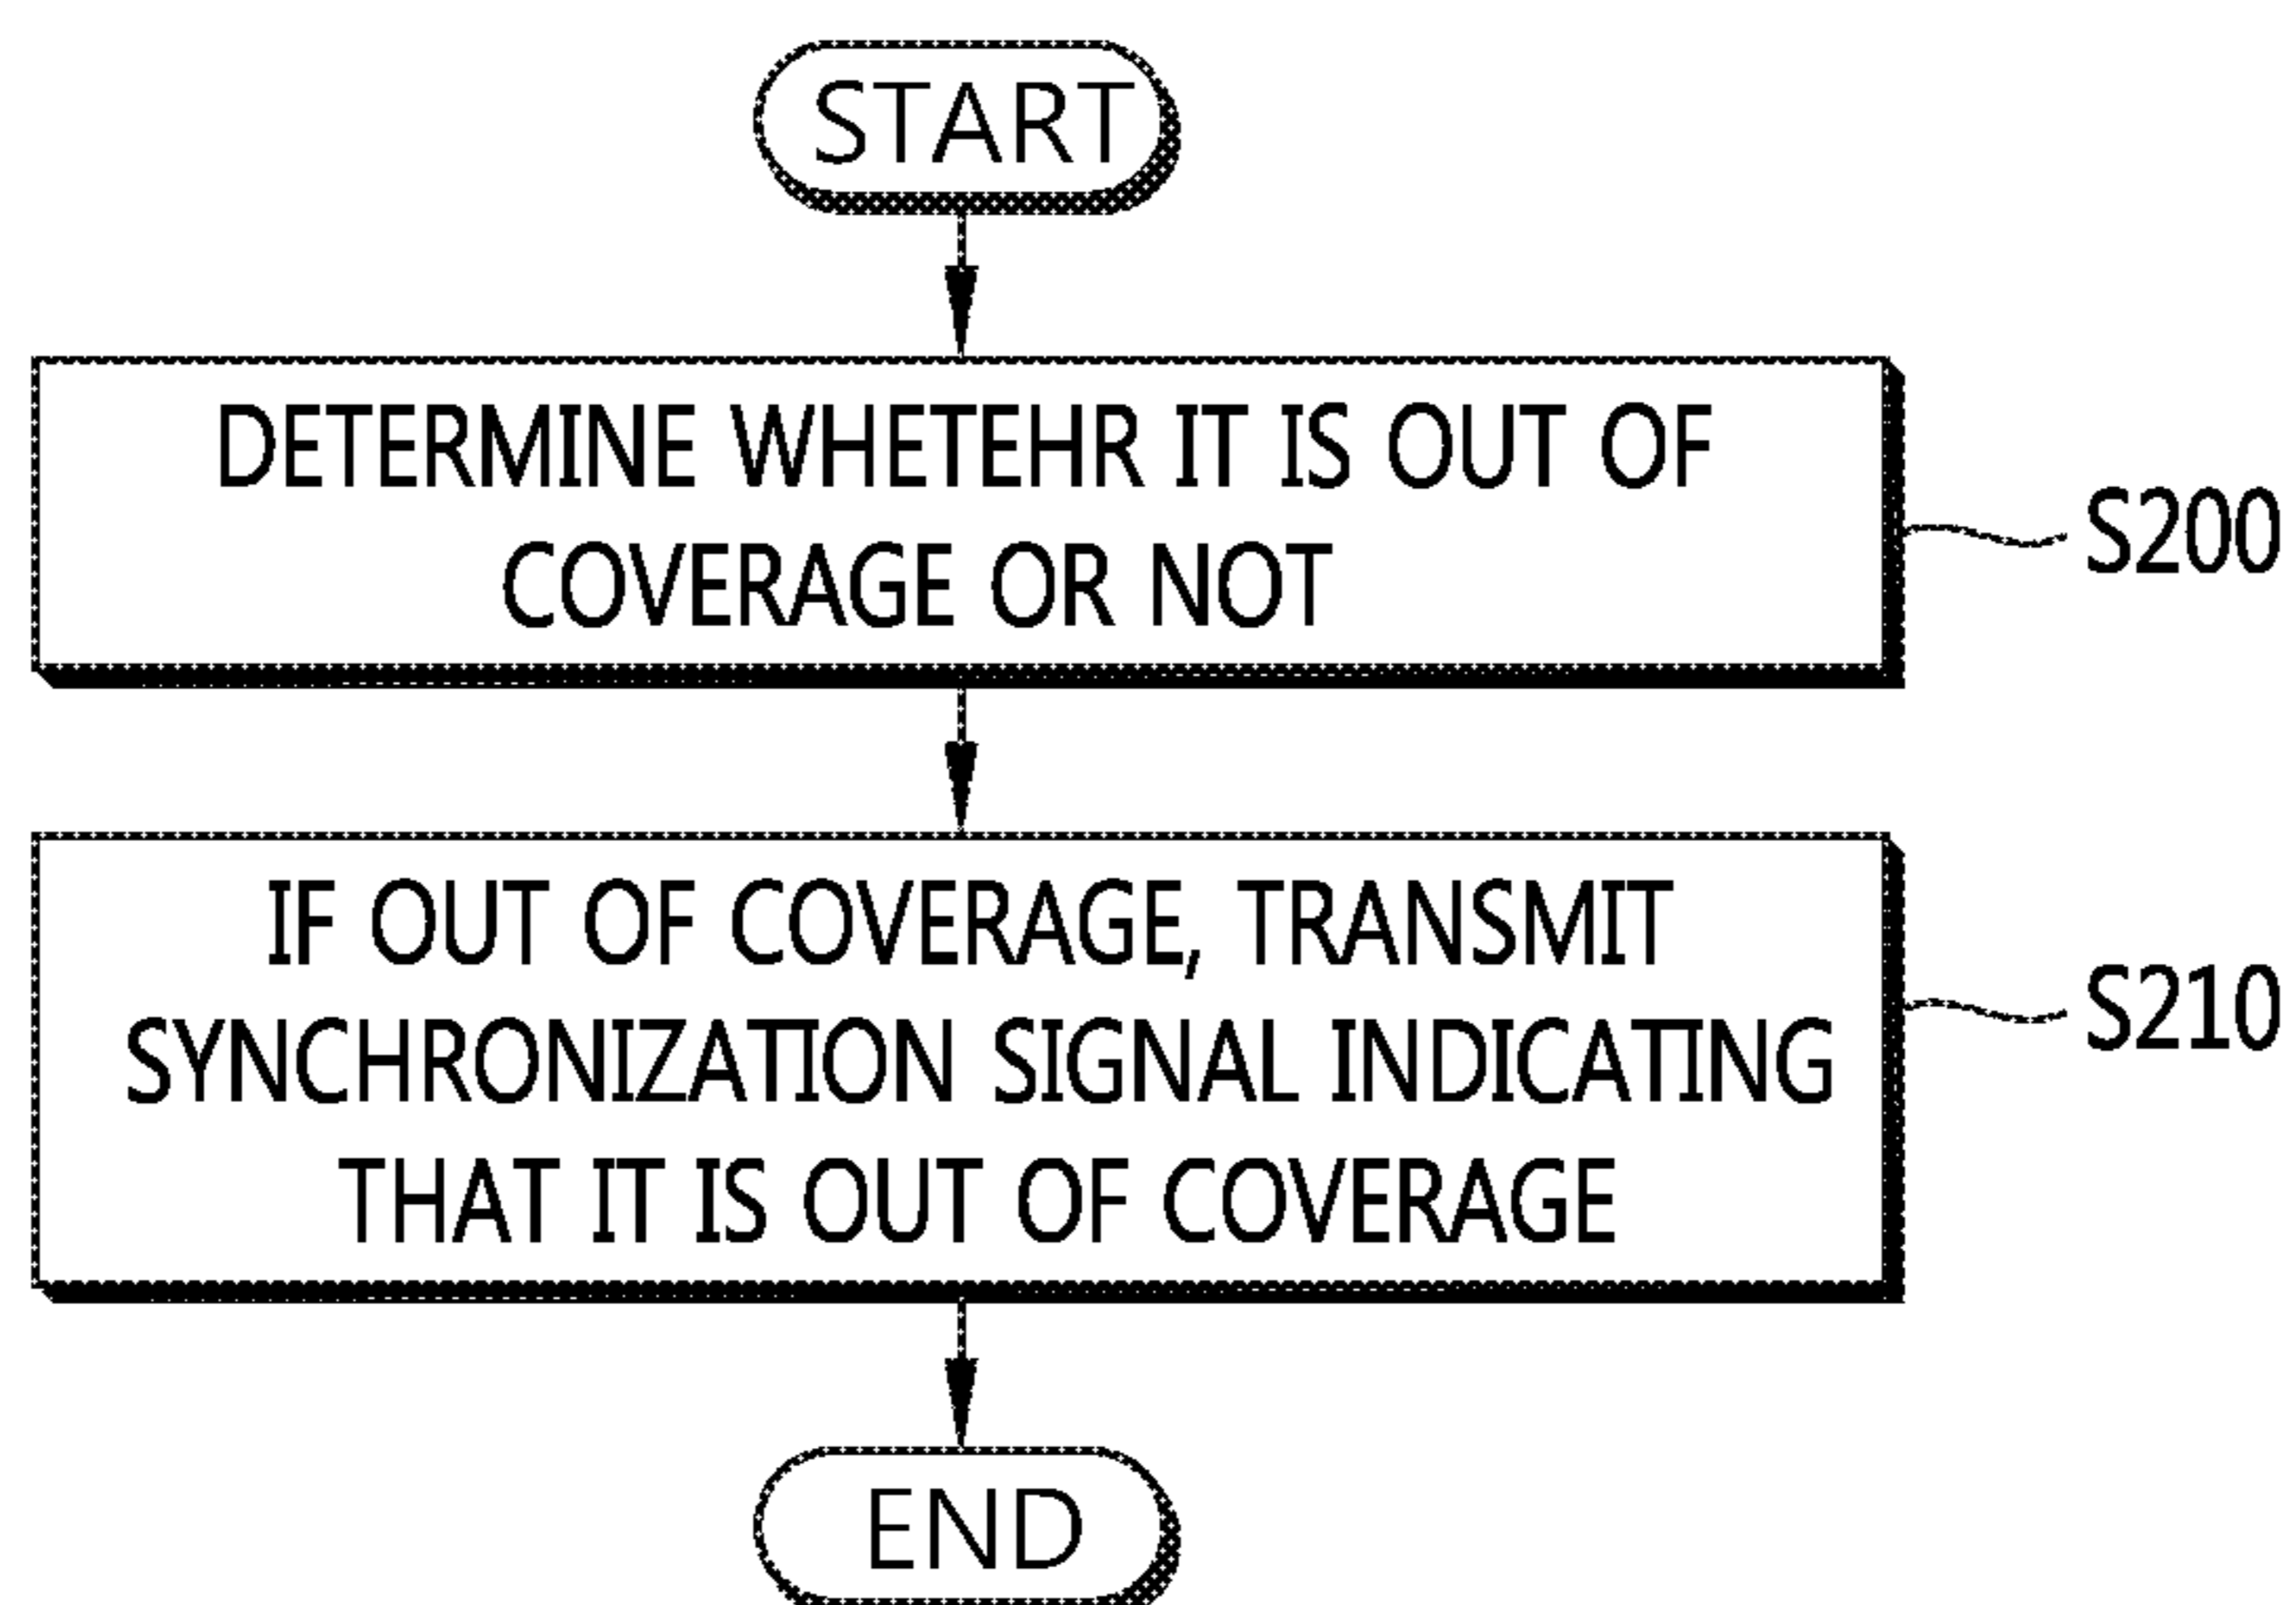 START
DETERMINE WHETEHR IT IS OUT OF
COVERAGE OR NOT
S200
IF OUT OF COVERAGE, TRANSMIT
SYNCHRONIZATION SIGNAL INDICATING
THAT IT IS OUT OF COVERAGE
S210
END